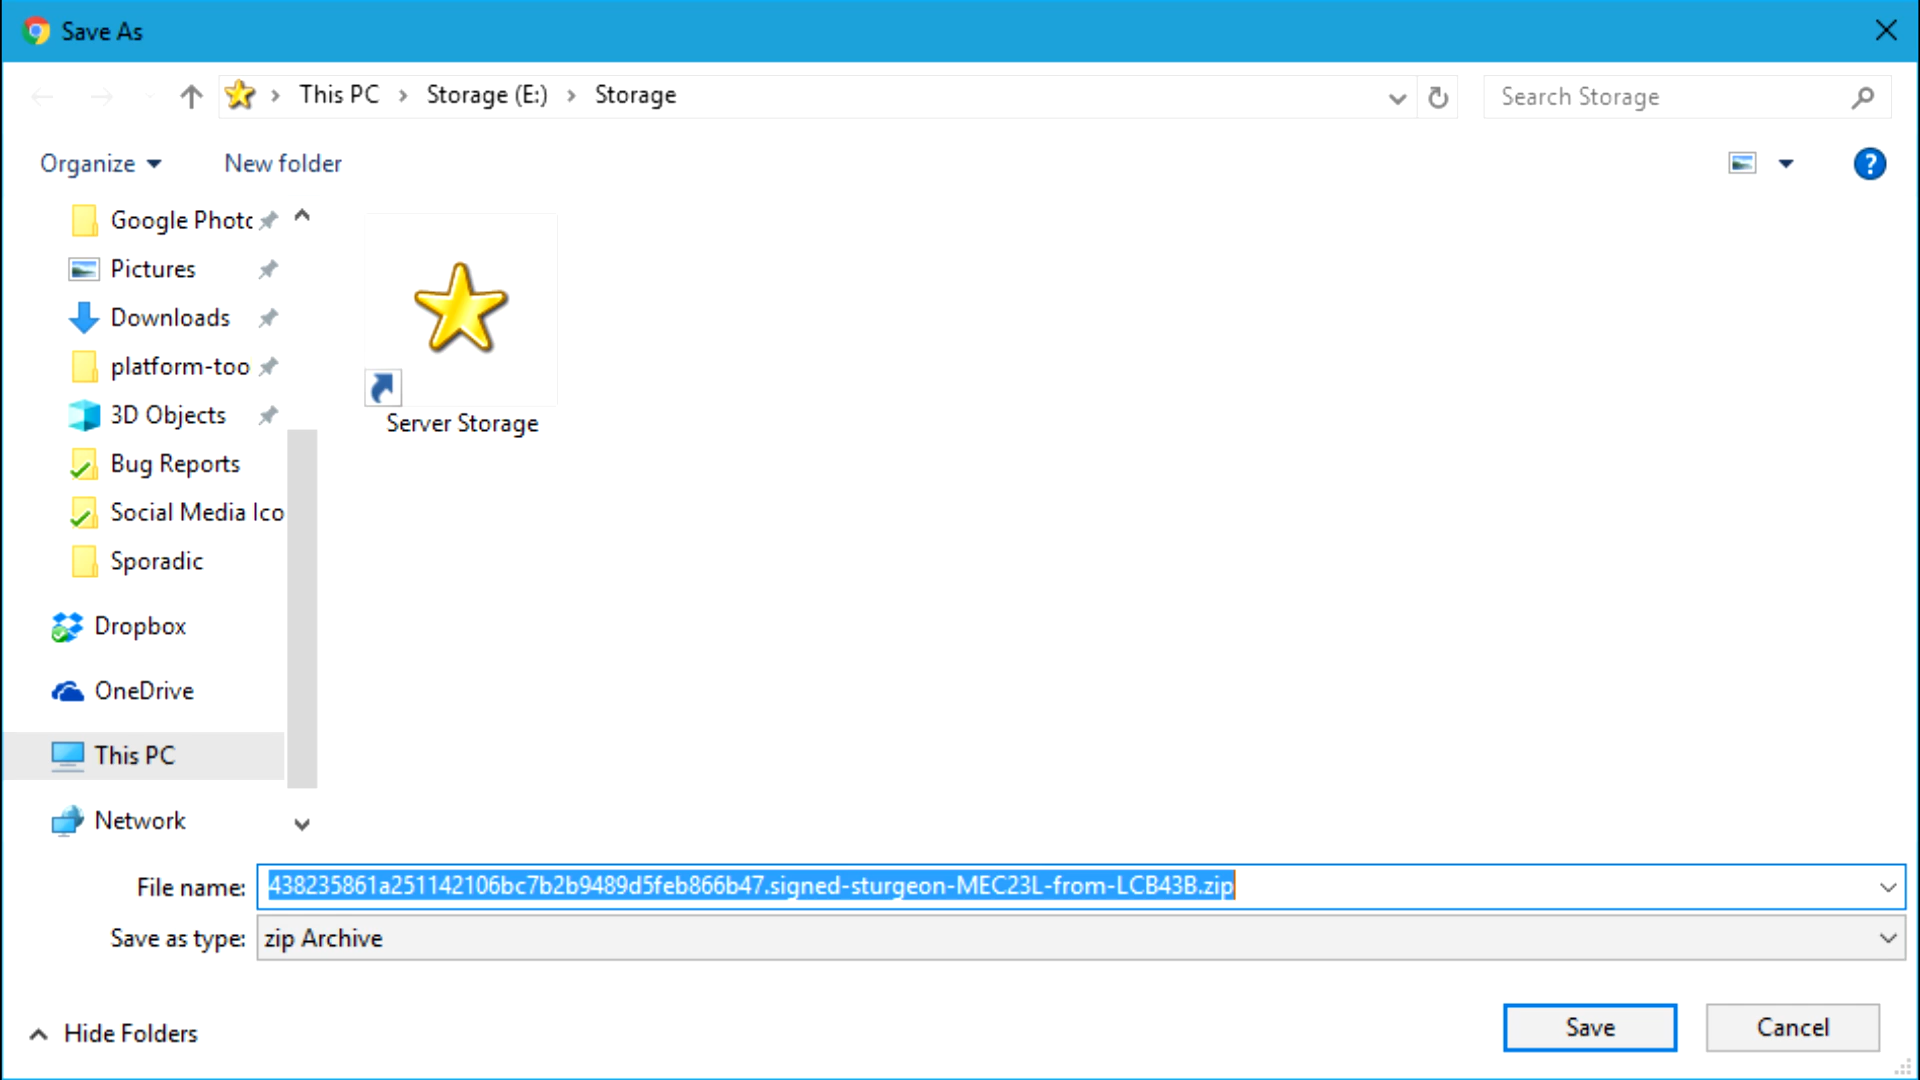 Save As
This PC > Storage (E:) > Storage
Search Storage
Organize
New folder
?
Google Photo
Pictures
Downloads
platform-too
3D Objects
Bug Reports
Social Media Ico
Sporadic
Dropbox
OneDrive
This PC
Network
Server Storage
File name: 438235861a251142106bc7b2b9489d5feb866b47.signed-sturgeon-MEC23L-from-LCB43B.zip
Save as type: zip Archive
Hide Folders
Save
Cancel